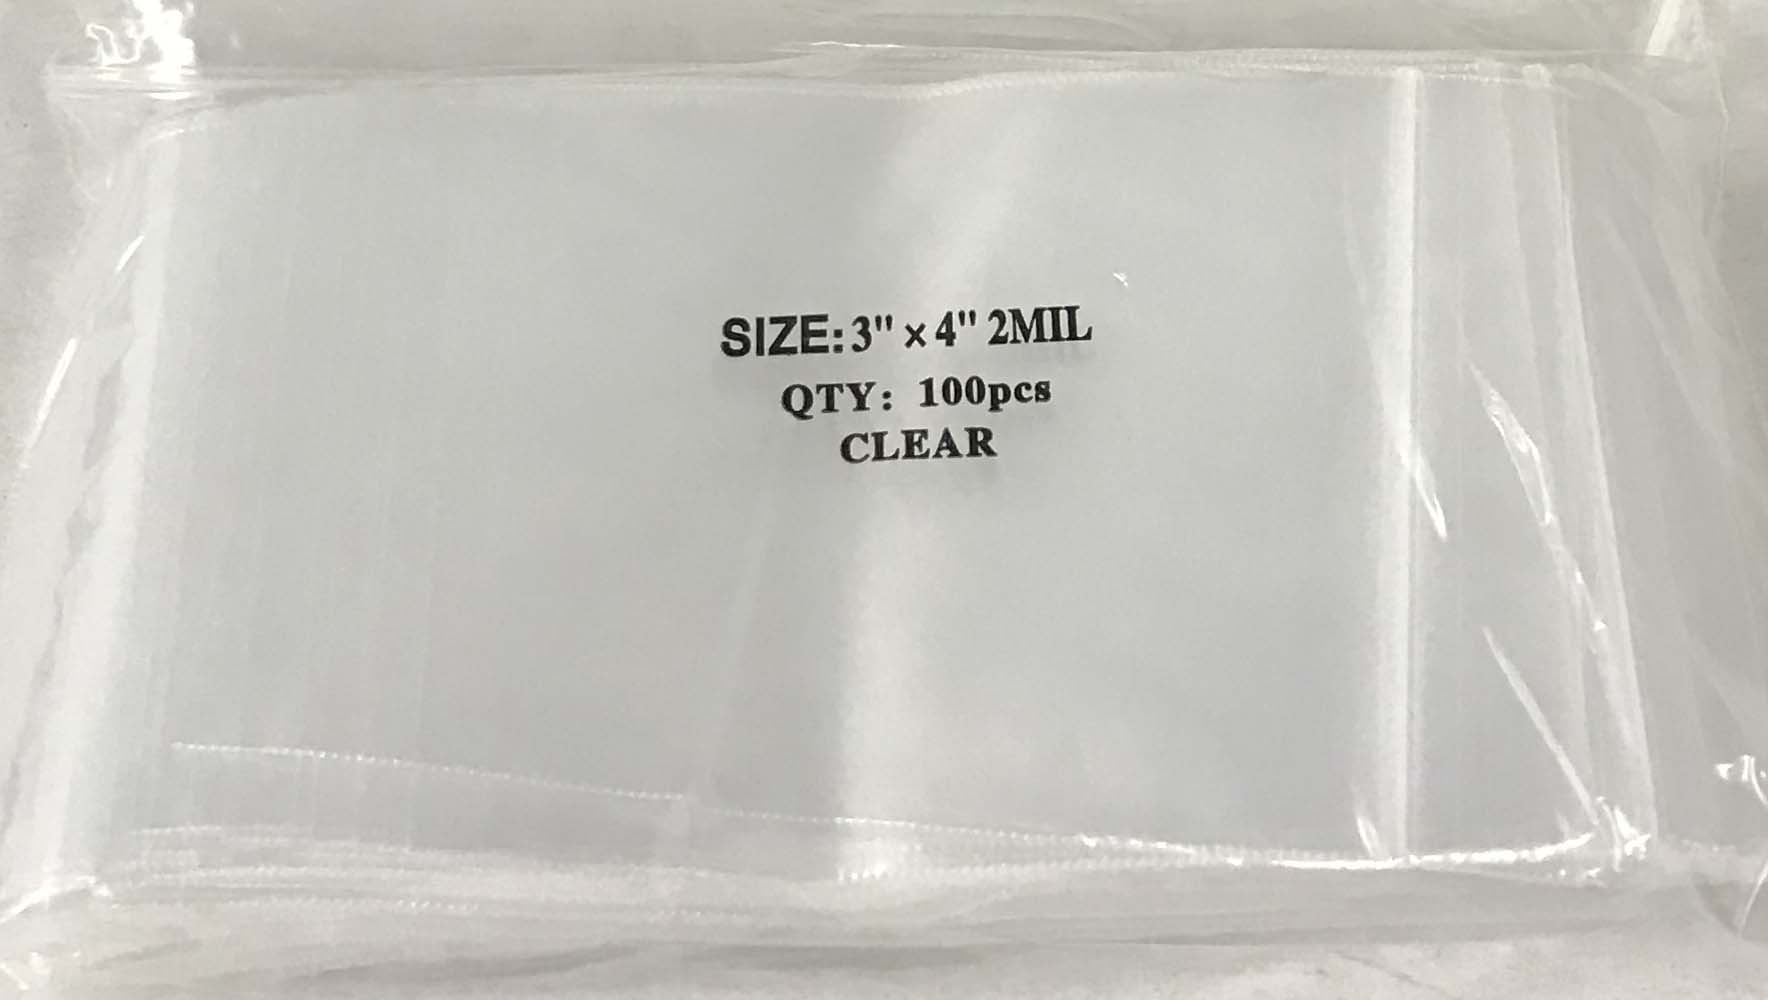 SIZE:3" × 4" 2MIL
QTY: 100pcs
CLEAR